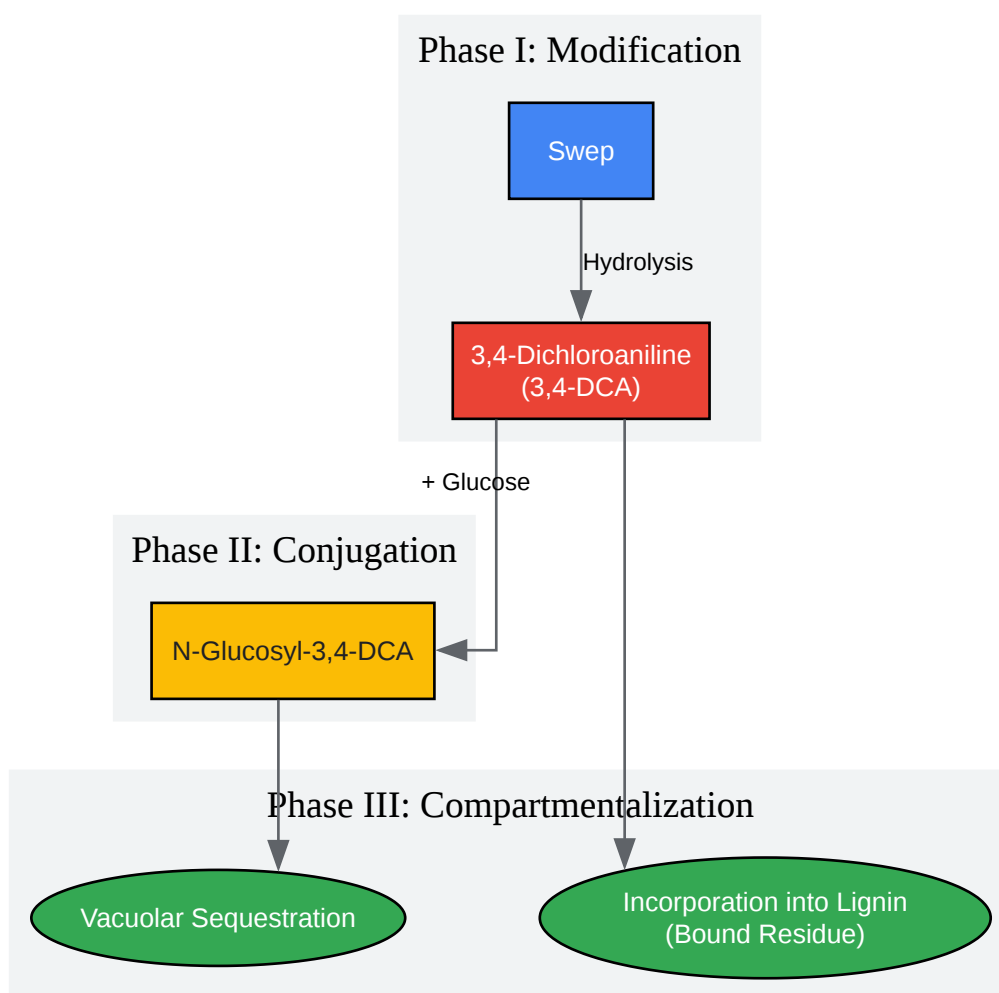 Phase I: Modification
Swep
Hydrolysis
3,4-Dichloroaniline
(3,4-DCA)
+ Glucose
Phase II: Conjugation
N-Glucosyl-3,4-DCA
Phase III: Compartmentalization
Vacuolar Sequestration
Incorporation into Lignin
(Bound Residue)